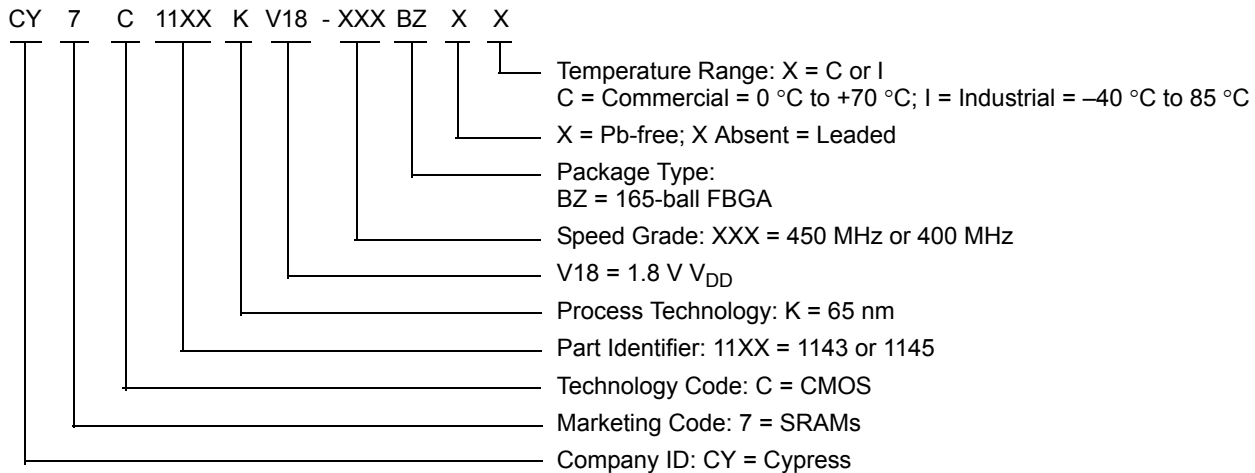 CY 7 C 11XX K V18 - XXX BZ X X
Temperature Range: X = C or I
C = Commercial = 0 °C to +70 °C; I = Industrial = –40 °C to 85 °C
X = Pb-free; X Absent = Leaded
Package Type:
BZ = 165-ball FBGA
Speed Grade: XXX = 450 MHz or 400 MHz
V18 = 1.8 V VDD
Process Technology: K = 65 nm
Part Identifier: 11XX = 1143 or 1145
Technology Code: C = CMOS
Marketing Code: 7 = SRAMs
Company ID: CY = Cypress